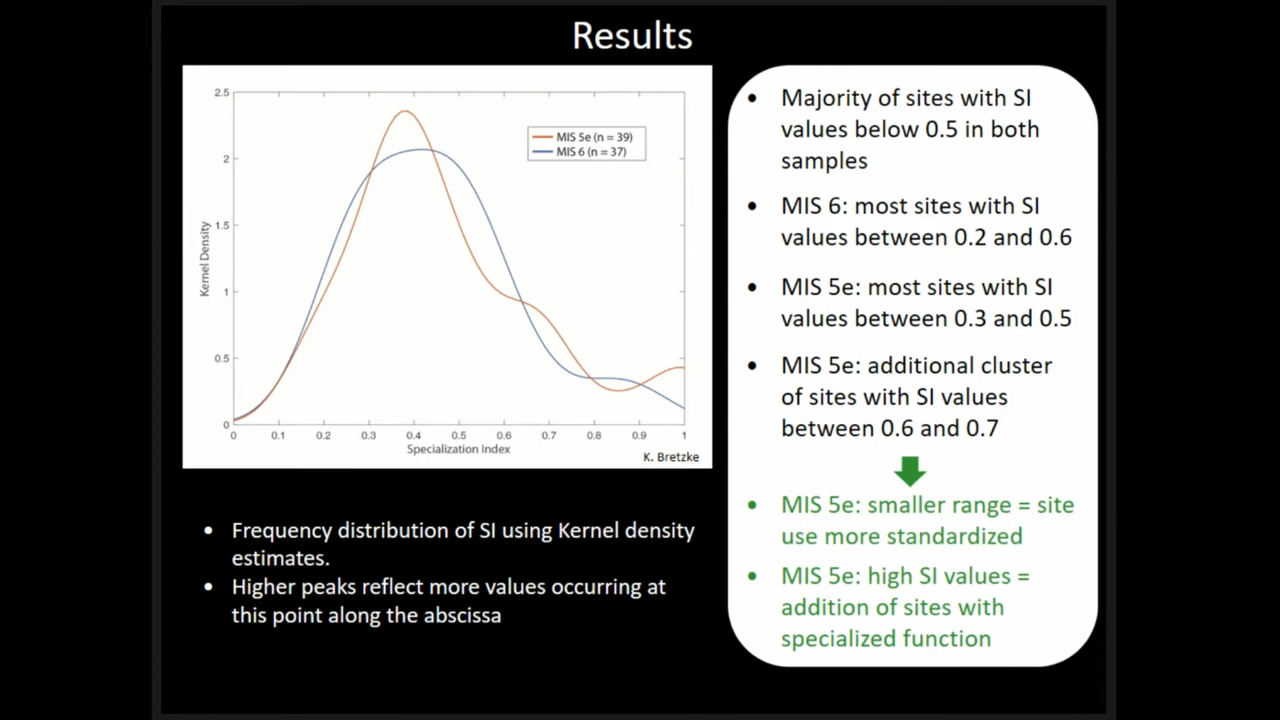 Results
2.5
2
1.5
1
0.5
0
Kernel Density
MIS 5e (n = 39)
MIS 6 (n = 37)
0 0.1 0.2 0.3 0.4 0.5 0.6 0.7 0.8 0.9 1
Specialization Index
K. Bretzke
• Frequency distribution of SI using Kernel density
estimates.
• Higher peaks reflect more values occurring at
this point along the abscissa
• Majority of sites with SI
values below 0.5 in both
samples
• MIS 6: most sites with SI
values between 0.2 and 0.6
• MIS 5e: most sites with SI
values between 0.3 and 0.5
• MIS 5e: additional cluster
of sites with SI values
between 0.6 and 0.7
• MIS 5e: smaller range = site
use more standardized
• MIS 5e: high SI values =
addition of sites with
specialized function